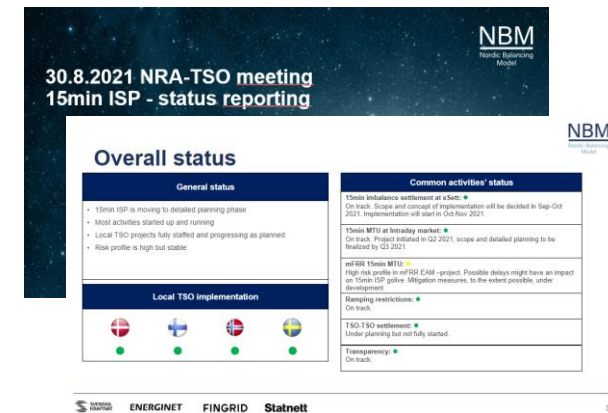 NBM
Nordic Balancing
Model
30.8.2021 NRA-TSO meeting
15min ISP - status reporting
NBM
Nordic Balancing
Model
Overall status
General status
• 15min ISP is moving to detailed planning phase
• Most activities started up and running
• Local TSO projects fully staffed and progressing as planned
• Risk profile is high but stable
Local TSO implementation
Common activities' status
15min imbalance settlement at eSett:
On track. Scope and concept of implementation will be decided in Sep-Oct
2021. Implementation will start in Oct-Nov 2021.
15min MTU at Intraday market:
On track. Project initiated in Q2 2021, scope and detailed planning to be
finalized by Q3 2021
mFRR 15min MTU:
High risk profile in mFRR EAM –project. Possible delays might have an impact
on 15min ISP golive. Mitigation measures, to the extent possible, under
development.
Ramping restrictions:
On track.
TSO-TSO settlement:
Under planning but not fully started.
Transparency:
On track.
SVENSKA
KRAFTNÄT
ENERGINET
FINGRID
Statnett